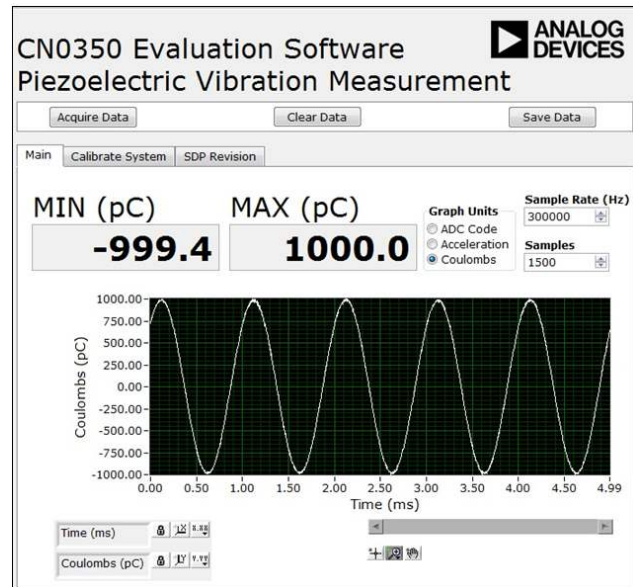 CN0350 Evaluation Software
Piezoelectric Vibration Measurement
ANALOG
DEVICES
Acquire Data
Clear Data
Save Data
Main
Calibrate System
SDP Revision
MIN (pC)
-999.4
MAX (pC)
1000.0
Graph Units
ADC Code
Acceleration
Coulombs
Sample Rate (Hz)
300000
Samples
1500
Coulombs (pC)
1000.00
750.00
500.00
250.00
0.00
-250.00
-500.00
-750.00
-1000.00
0.00 0.50 1.00 1.50 2.00 2.50 3.00 3.50 4.00 4.50 4.99
Time (ms)
Time (ms)
Coulombs (pC)